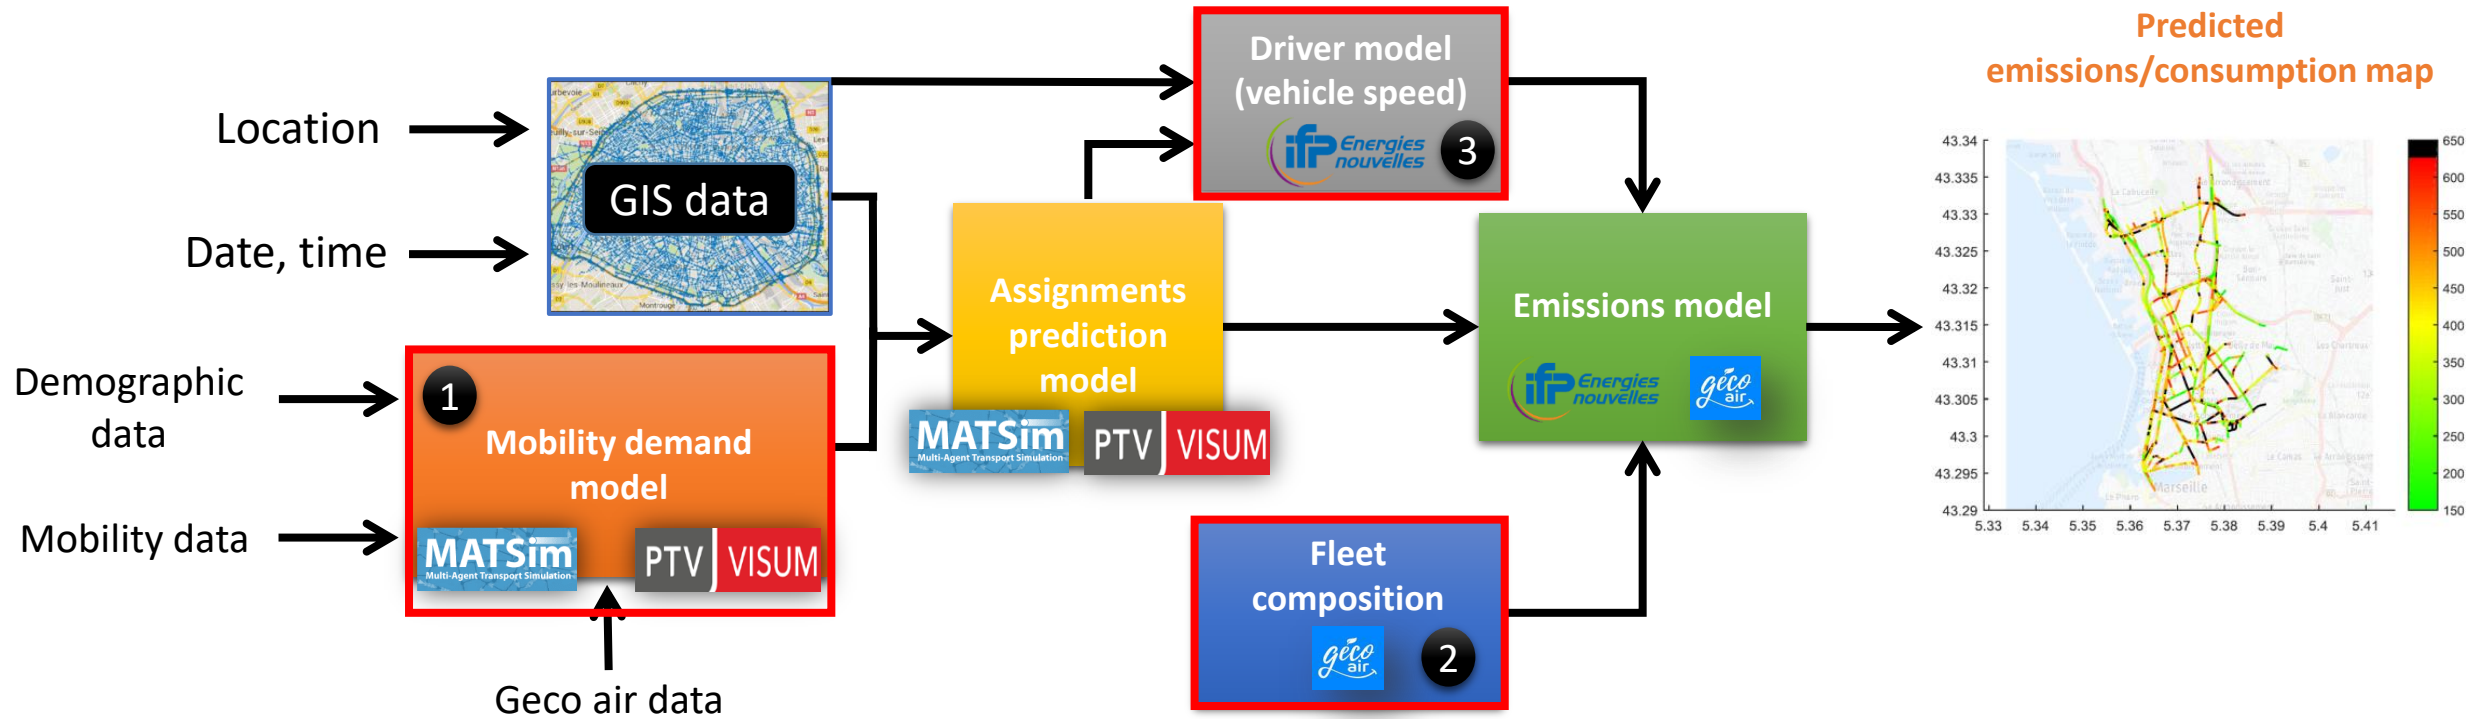 Location
Date, time
Demographic
data
Mobility data
Geco air data
GIS data
1
Mobility demand
model
MATSim
Multi-Agent Transport Simulation
PTV VISUM
Assignments
prediction
model
MATSim
Multi-Agent Transport Simulation
PTV VISUM
Driver model
(vehicle speed)
ifp Energies
nouvelles
3
Emissions model
ifp Energies
nouvelles
géco
air
Fleet
composition
géco
air
2
Predicted
emissions/consumption map
43.34
43.335
43.33
43.325
43.32
43.315
43.31
43.305
43.3
43.295
43.29
5.33 5.34 5.35 5.36 5.37 5.38 5.39 5.4 5.41
Marseille
650
600
550
500
450
400
350
300
250
200
150